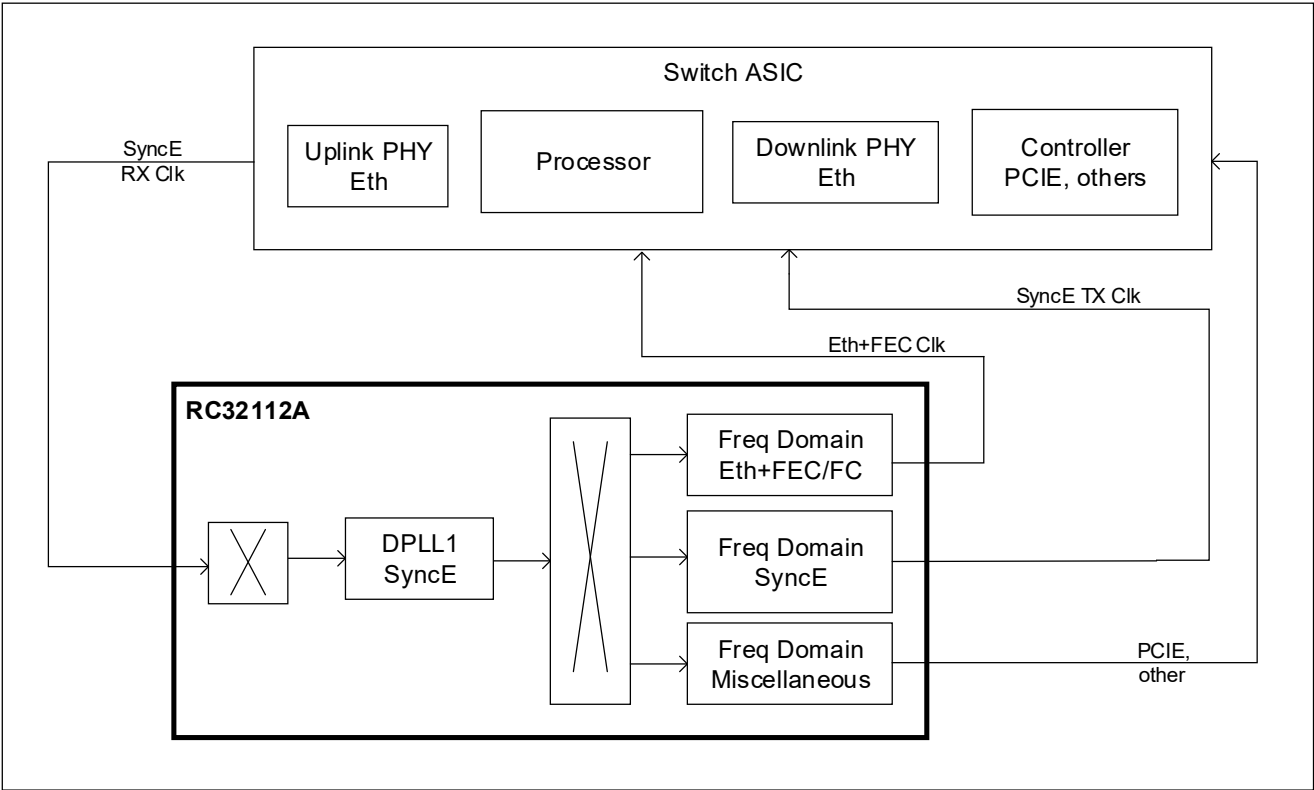 Switch ASIC
Uplink PHY
Eth
Processor
Downlink PHY
Eth
Controller
PCIE, others
SyncE
RX Clk
SyncE TX Clk
Eth+FEC Clk
RC32112A
Freq Domain
Eth+FEC/FC
DPLL1
SyncE
Freq Domain
SyncE
Freq Domain
Miscellaneous
PCIE,
other